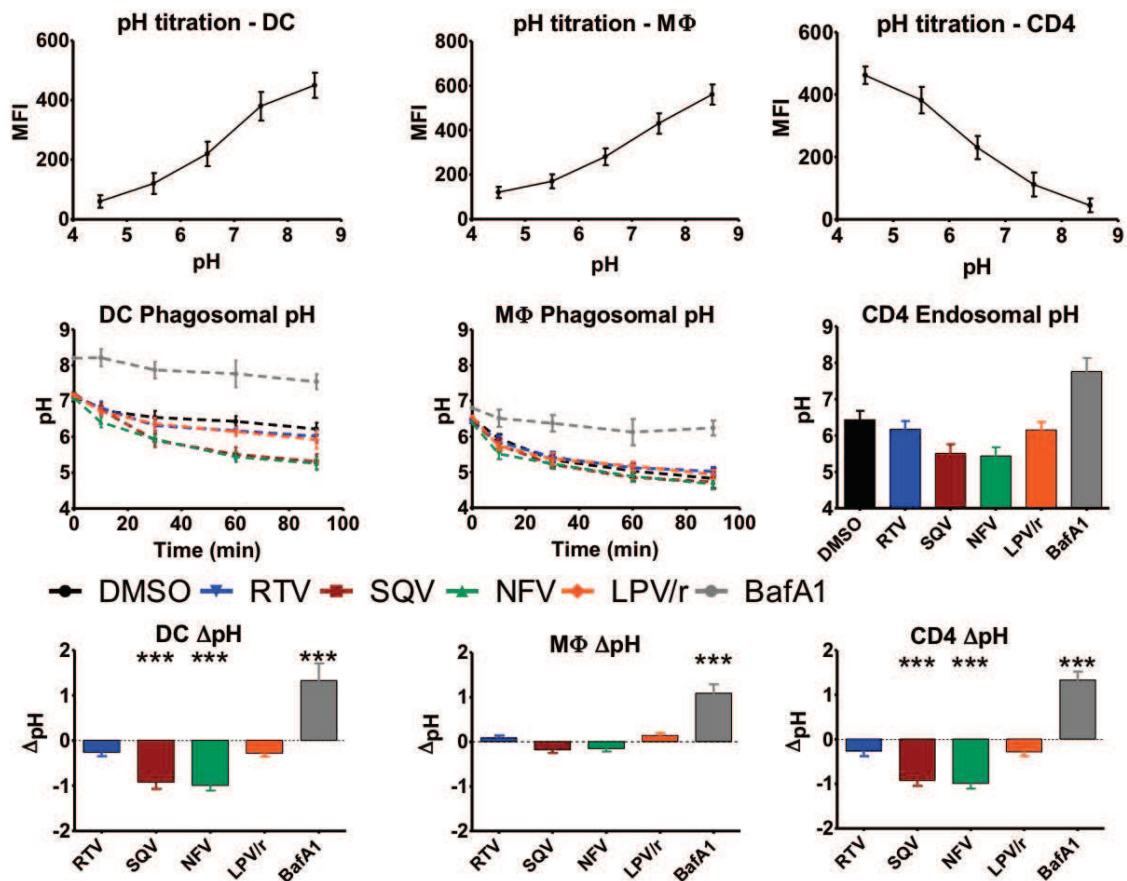 pH titration - DC
600
400
200
0
MFI
4 5 6 7 8 9
pH
pH titration - MΦ
800
600
400
200
0
MFI
4 5 6 7 8 9
pH
pH titration - CD4
600
400
200
0
MFI
4 5 6 7 8 9
pH
DC Phagosomal pH
9
8
7
6
5
4
pH
0 20 40 60 80 100
Time (min)
MΦ Phagosomal pH
9
8
7
6
5
4
pH
0 20 40 60 80 100
Time (min)
CD4 Endosomal pH
9
8
7
6
5
4
pH
DMSO RTV SQV NFV LPV/r BafA1
DMSO RTV SQV NFV LPV/r BafA1
DC ΔpH
*** *** ***
2
1
0
-1
-2
ΔpH
RTV SQV NFV LPV/r BafA1
MΦ ΔpH
***
2
1
0
-1
-2
ΔpH
RTV SQV NFV LPV/r BafA1
CD4 ΔpH
*** *** ***
2
1
0
-1
-2
ΔpH
RTV SQV NFV LPV/r BafA1